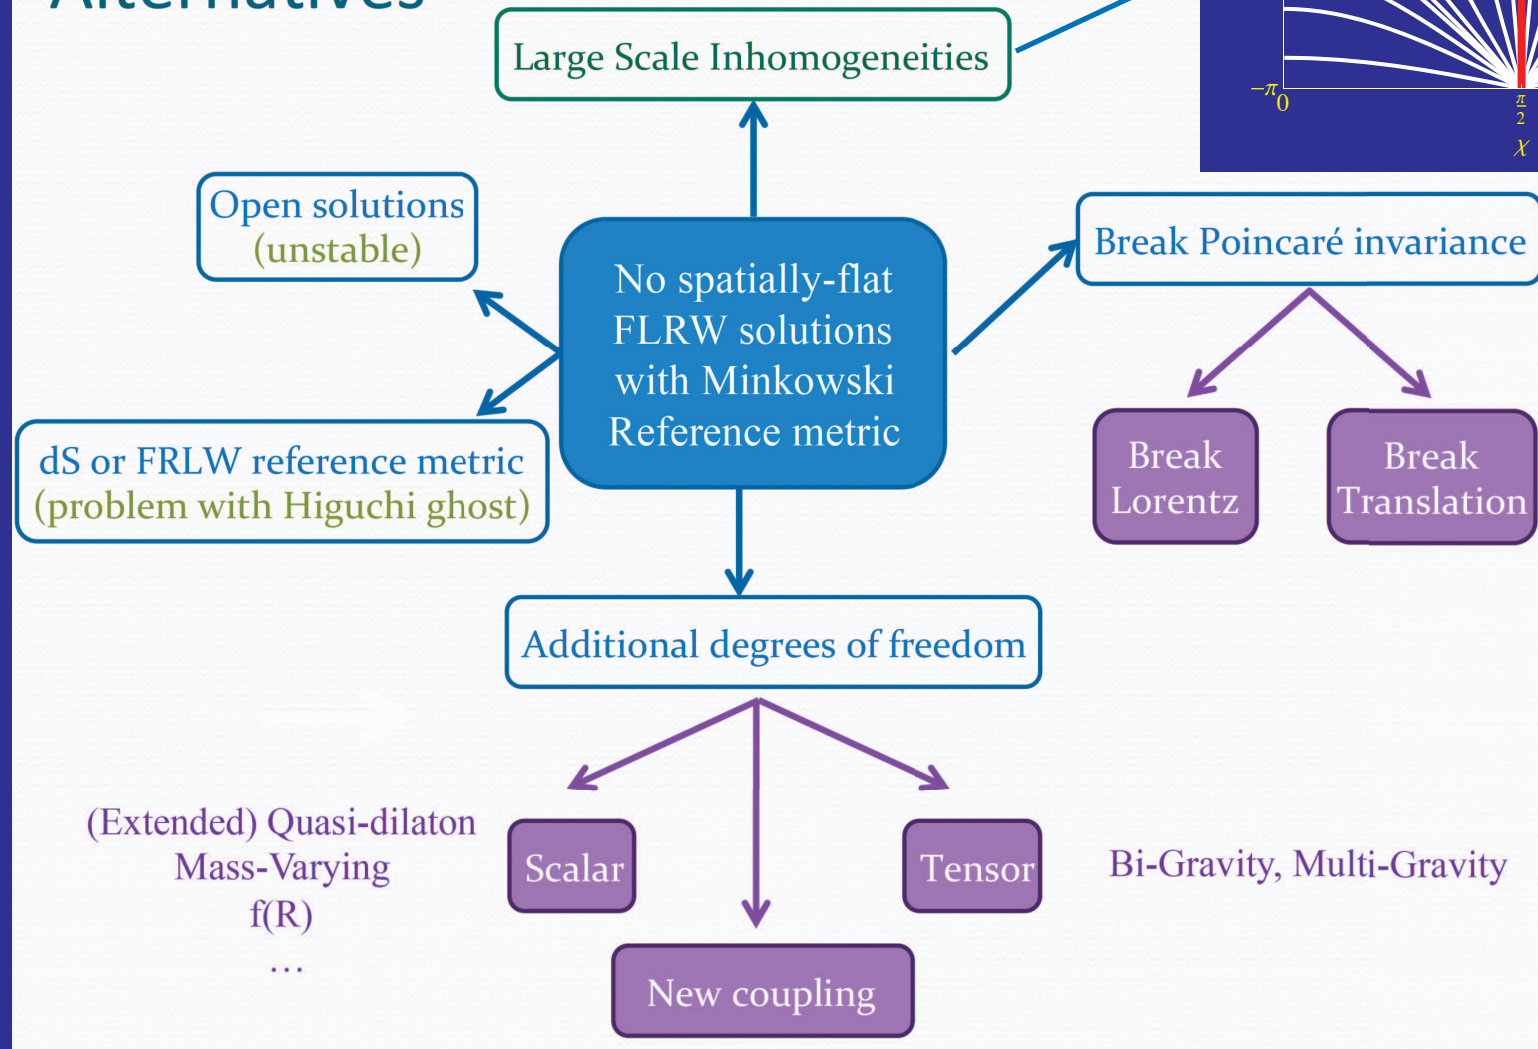 Alternatives
Large Scale Inhomogeneities
−π
0
π
2
χ
Open solutions
(unstable)
No spatially-flat
FLRW solutions
with Minkowski
Reference metric
Break Poincaré invariance
dS or FRLW reference metric
(problem with Higuchi ghost)
Break
Lorentz
Break
Translation
Additional degrees of freedom
(Extended) Quasi-dilaton
Mass-Varying
f(R)
…
Scalar
Tensor
Bi-Gravity, Multi-Gravity
New coupling